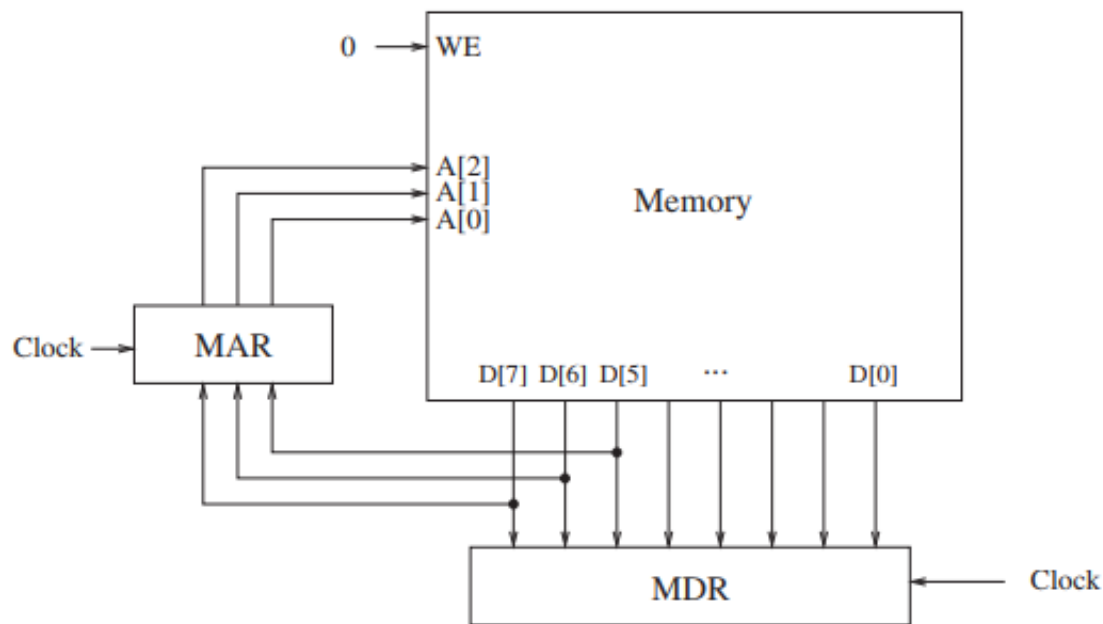 0 WE
A[2]
A[1]
A[0]
Memory
Clock MAR
D[7] D[6] D[5] ... D[0]
MDR Clock